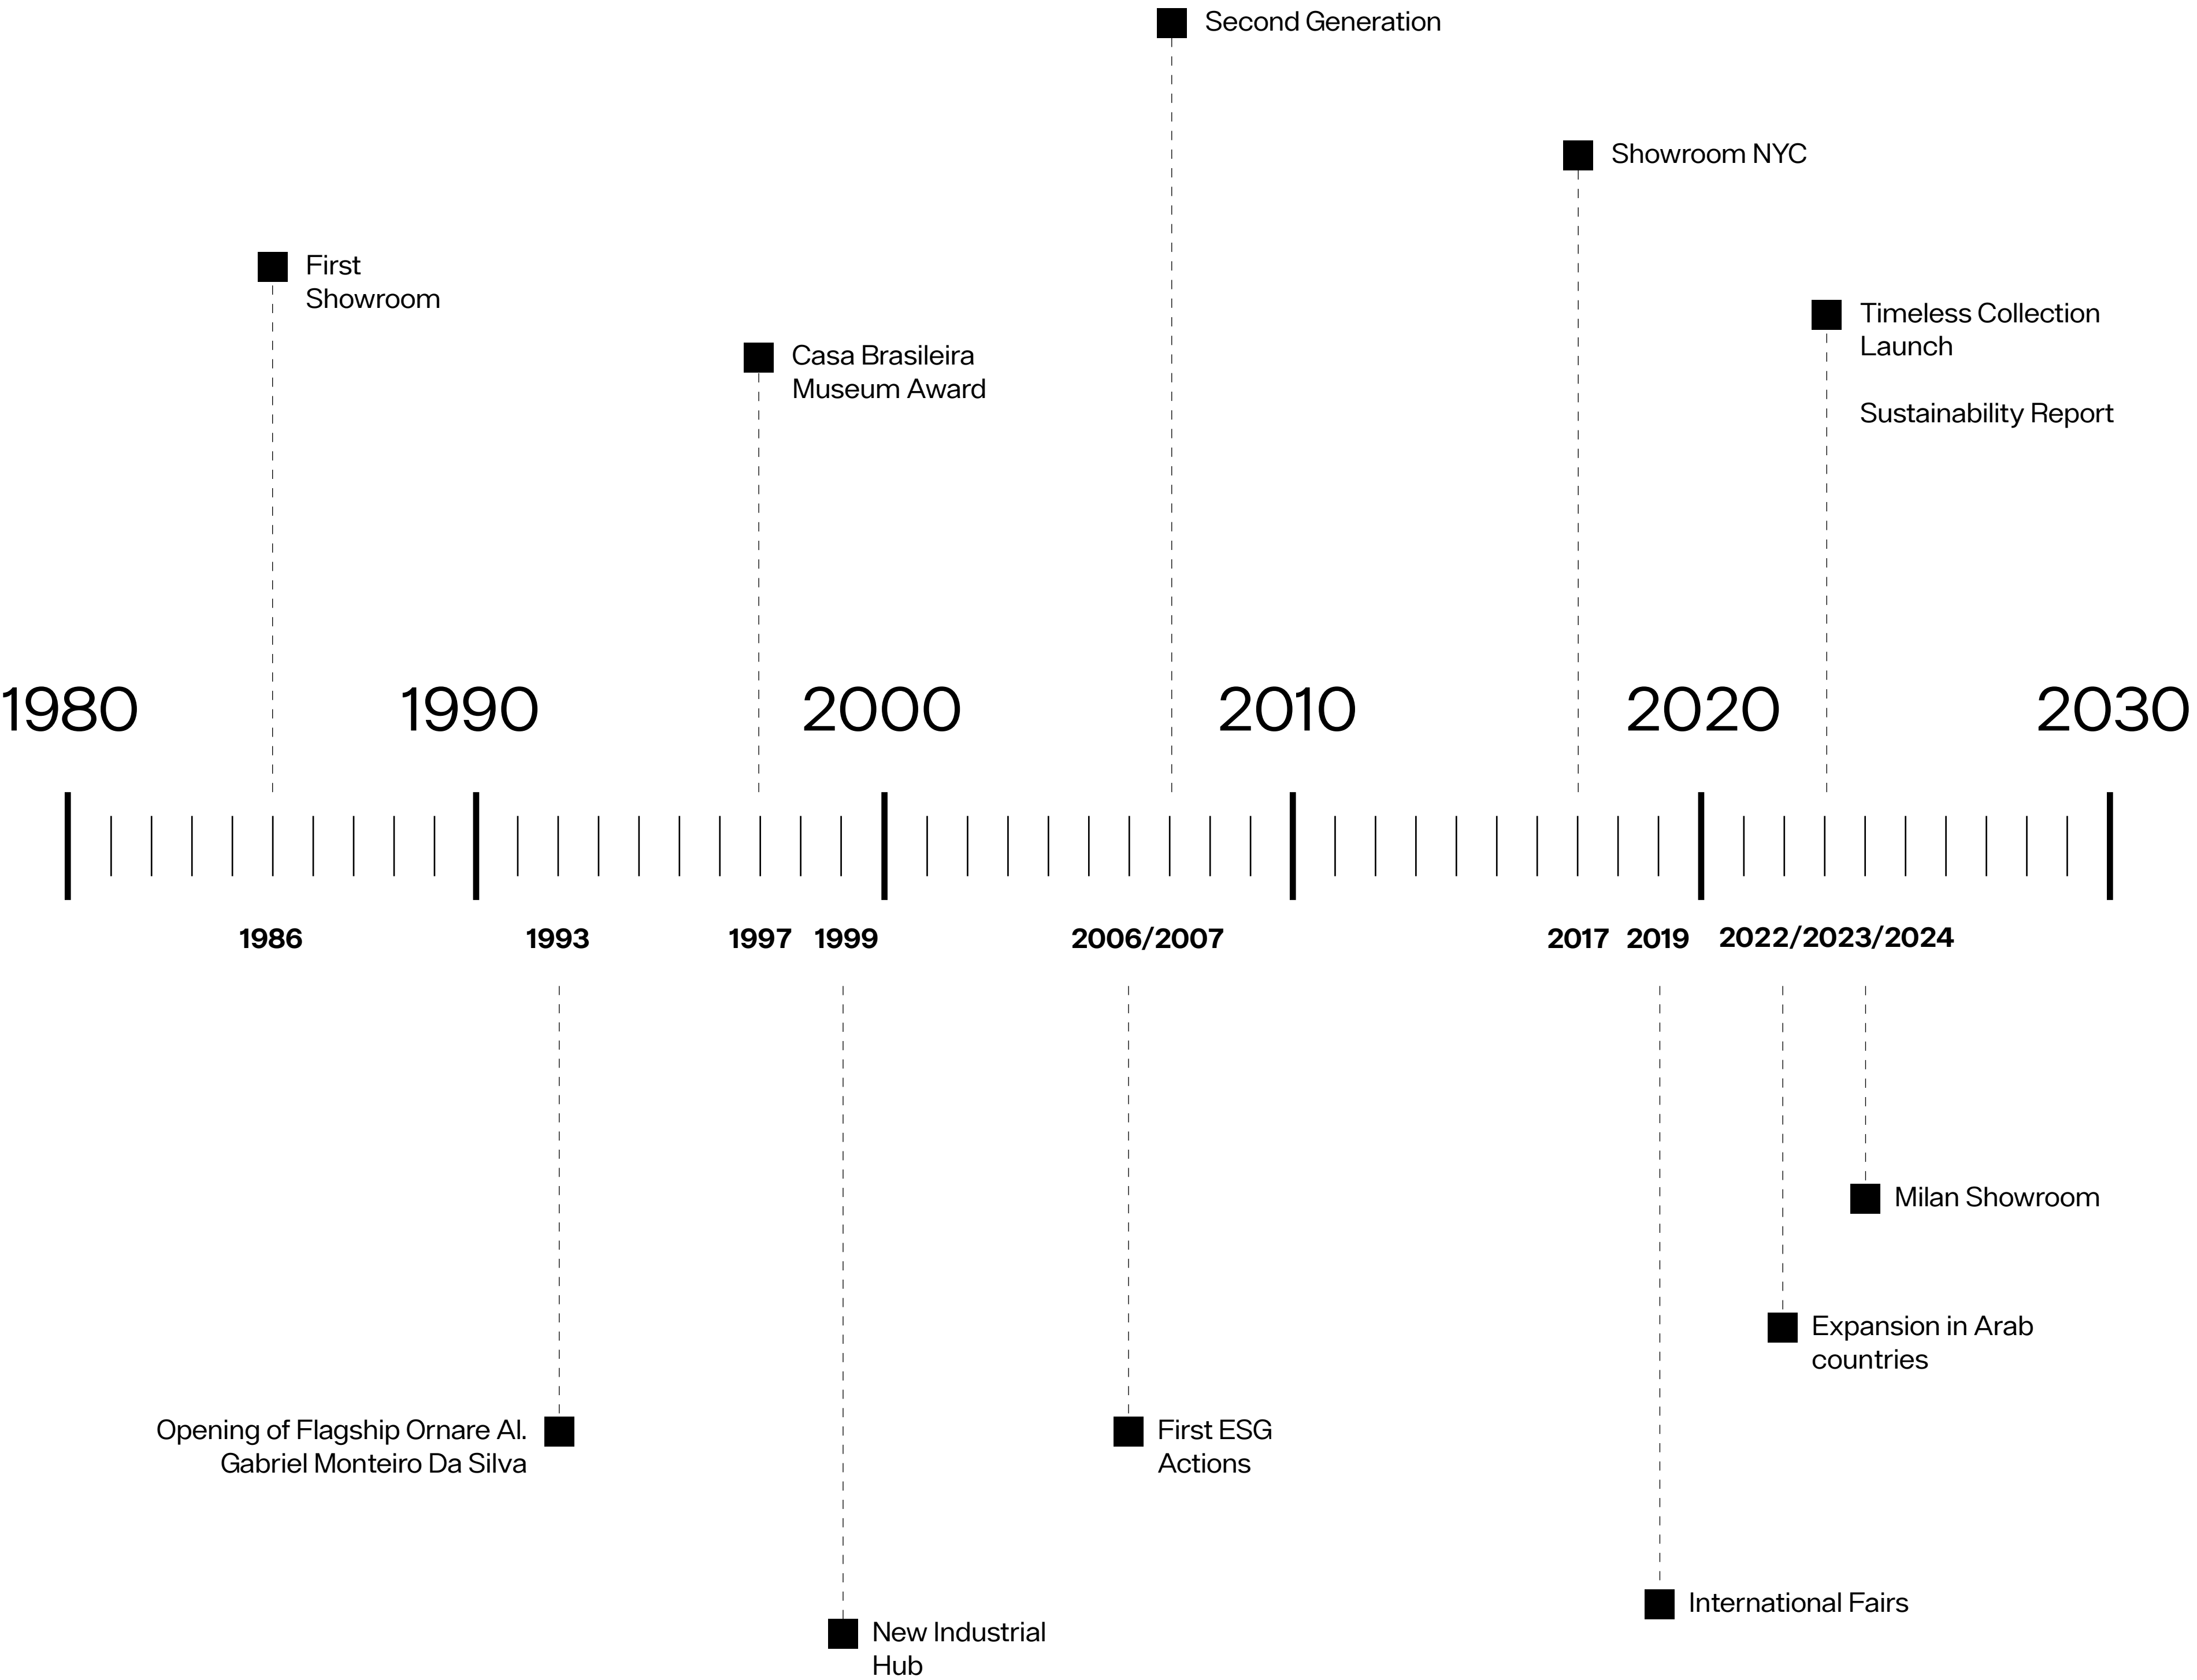 Second Generation
Showroom NYC
First
Showroom
Timeless Collection
Launch
Sustainability Report
Casa Brasileira
Museum Award
1980
1990
2000
2010
2020
2030
1986
1993
1997
1999
2006/2007
2017
2019
2022/2023/2024
Milan Showroom
Expansion in Arab
countries
Opening of Flagship Ornare Al.
Gabriel Monteiro Da Silva
First ESG
Actions
International Fairs
New Industrial
Hub